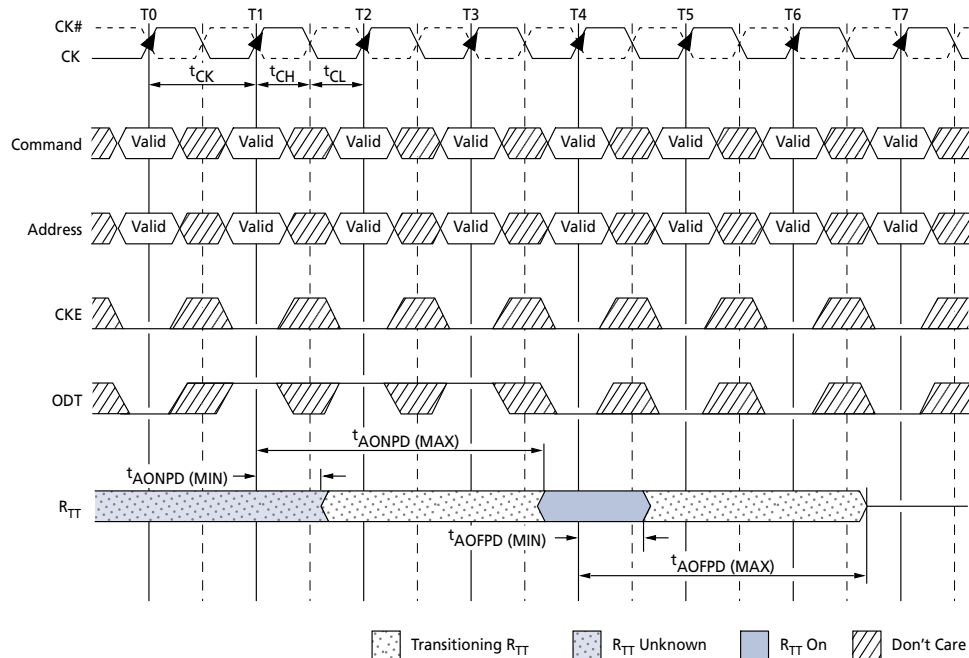 T0 T1 T2 T3 T4 T5 T6 T7
CK#
CK
tCK tCH tCL
Command Valid Valid Valid Valid Valid Valid Valid Valid
Address Valid Valid Valid Valid Valid Valid Valid Valid
CKE
ODT
tAONPD (MAX)
tAONPD (MIN)
RTT
tAOFPD (MIN)
tAOFPD (MAX)
Transitioning RTT RTT Unknown RTT On Don't Care